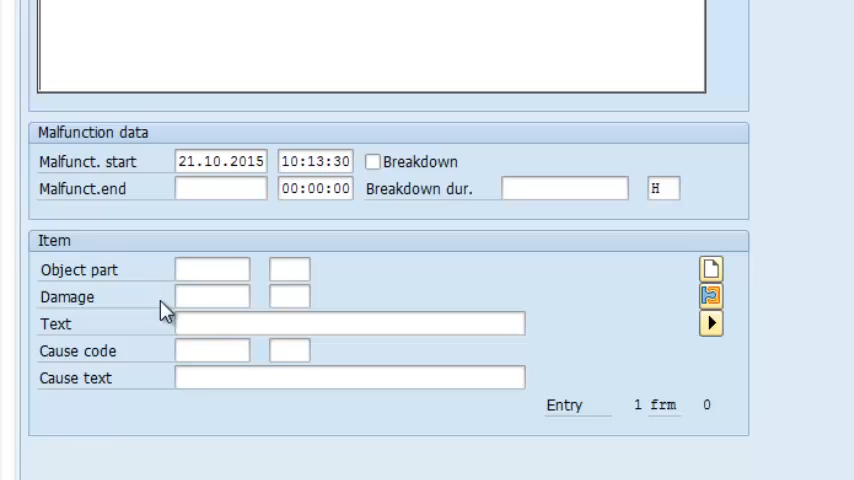 Malfunction data
Malfunct. start 21.10.2015 10:13:30 Breakdown
Malfunct.end 00:00:00 Breakdown dur. H
Item
Object part
Damage
Text
Cause code
Cause text
Entry 1 frm 0